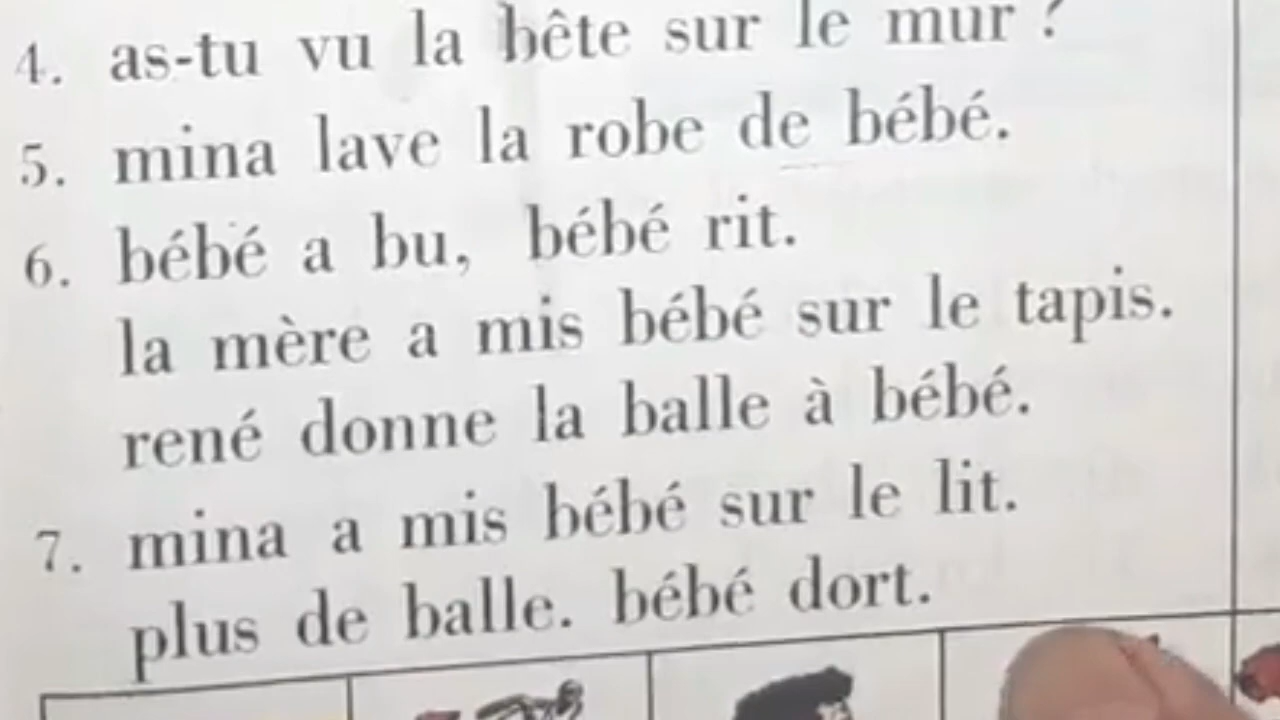 4. as-tu vu la bête sur le mur ?
5. mina lave la robe de bébé.
6. bébé a bu, bébé rit.
la mère a mis bébé sur le tapis.
rené donne la balle à bébé.
7. mina a mis bébé sur le lit.
plus de balle. bébé dort.